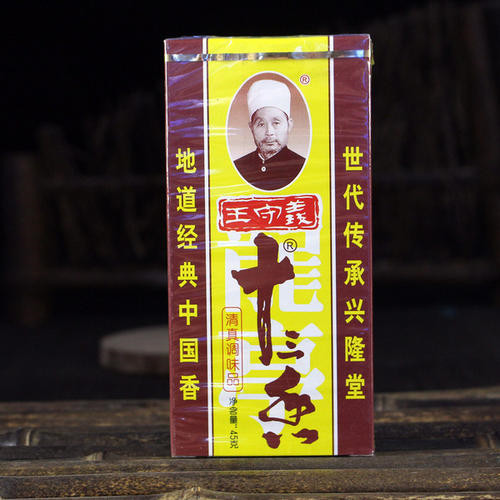 地道经典中国香
®
王守義
®
十三香
清真调味品
净含量:45克
世代传承兴隆堂